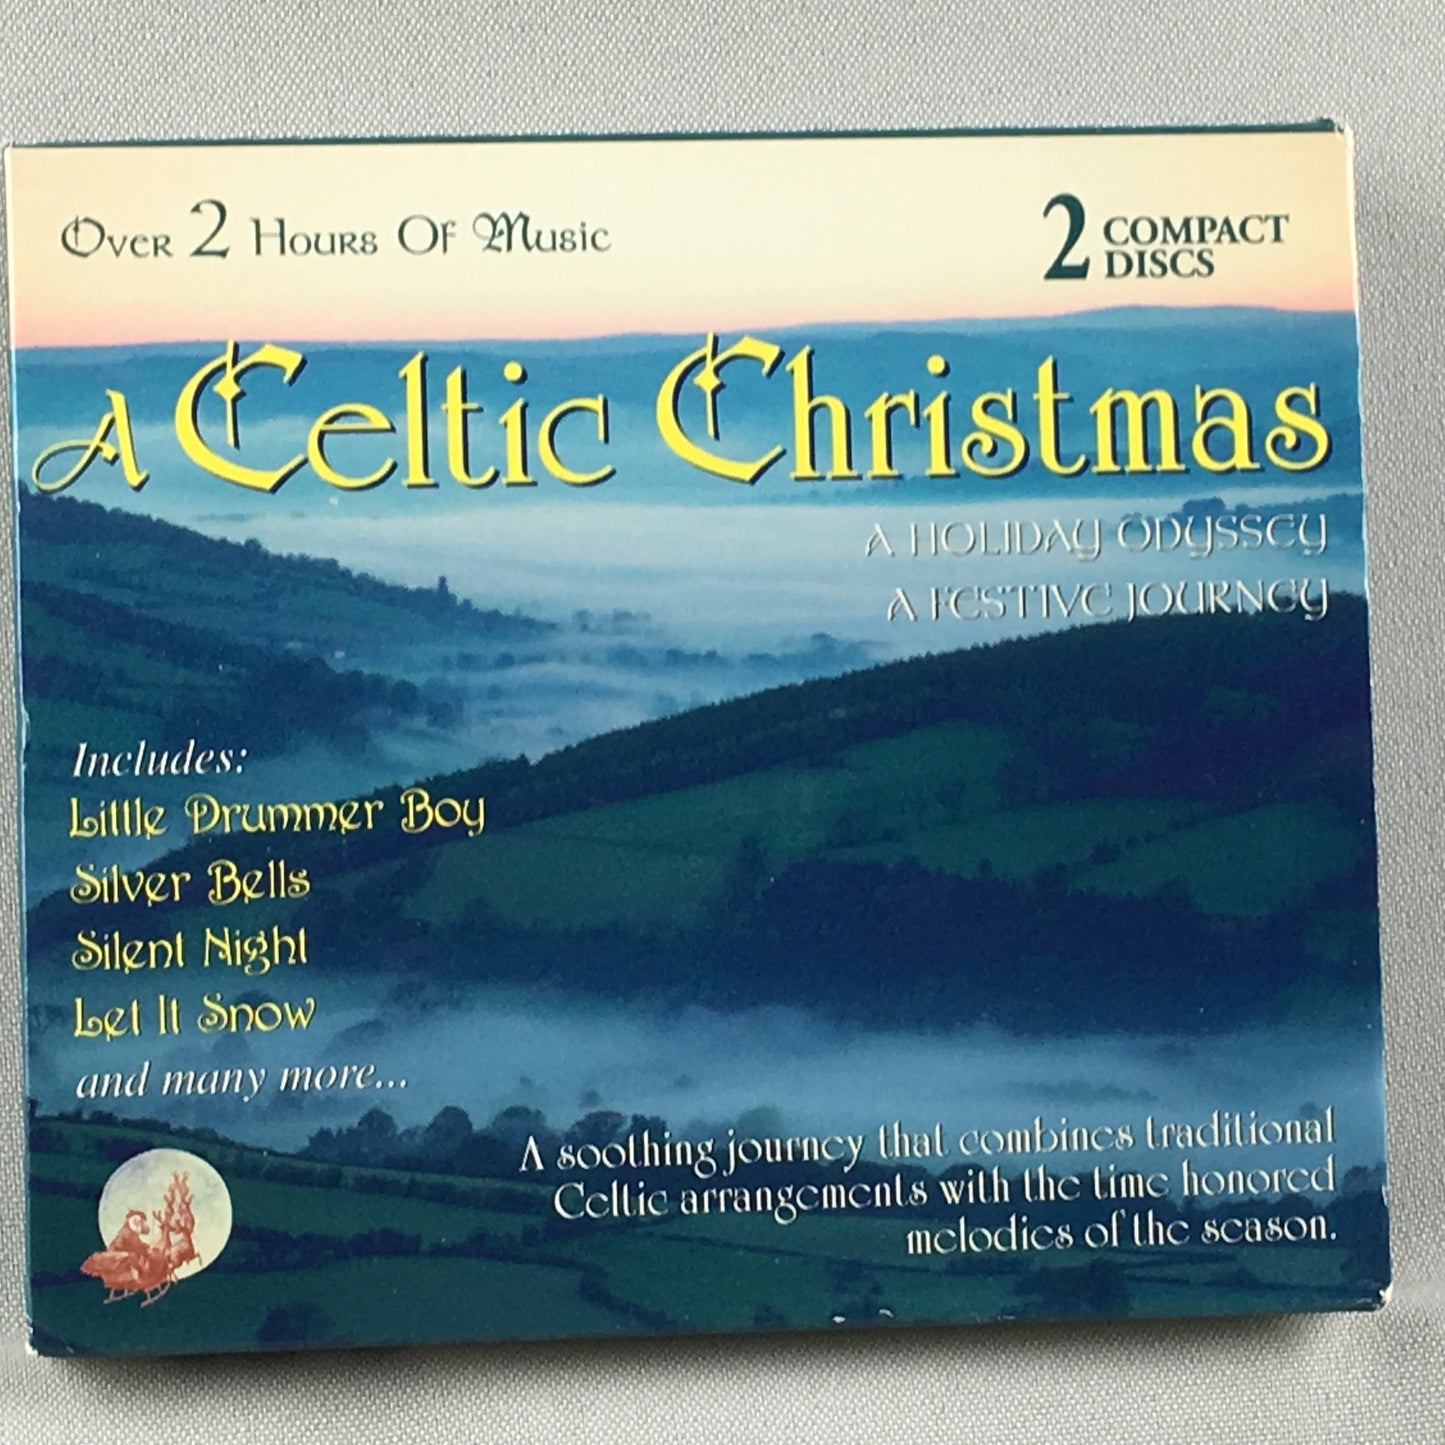 Over 2 Hours Of Music
2 COMPACT
DISCS
A Celtic Christmas
A HOLIDAY ODYSSEY
A FESTIVE JOURNEY
Includes:
Little Drummer Boy
Silver Bells
Silent Night
Let It Snow
and many more...
A soothing journey that combines traditional
Celtic arrangements with the time honored
melodies of the season.